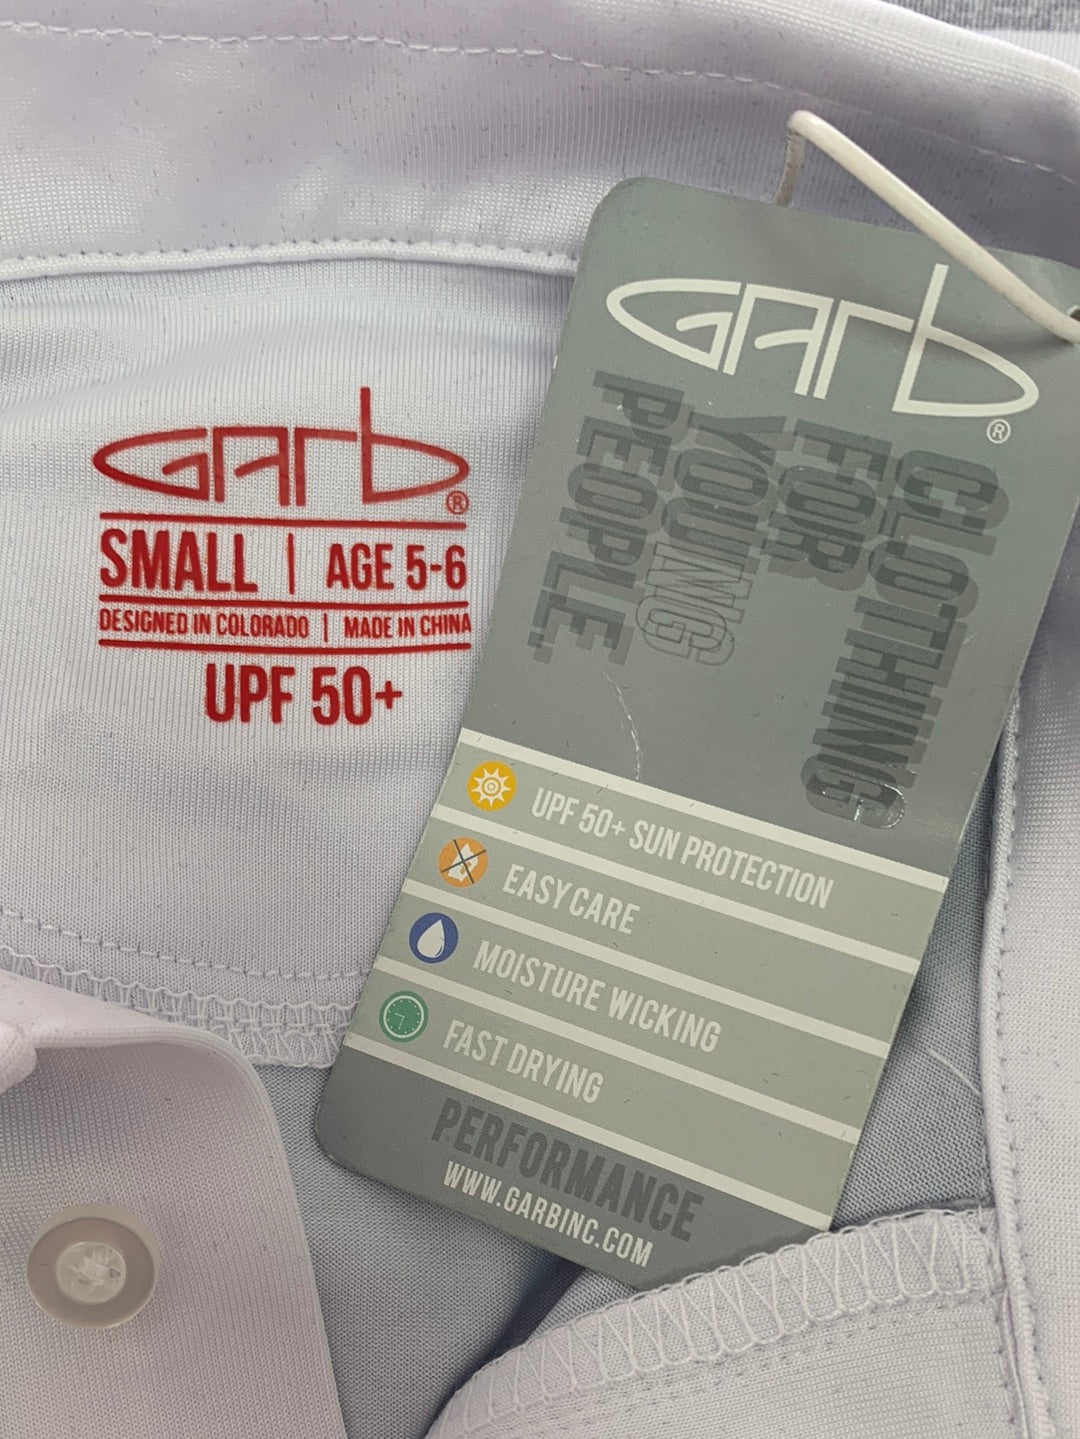 GArb®
SMALL | AGE 5-6
DESIGNED IN COLORADO | MADE IN CHINA
UPF 50+
GArb®
CLOTHING
FOR
YOUNG
PEOPLE.
UPF 50+ SUN PROTECTION
EASY CARE
MOISTURE WICKING
FAST DRYING
PERFORMANCE
WWW.GARBINC.COM